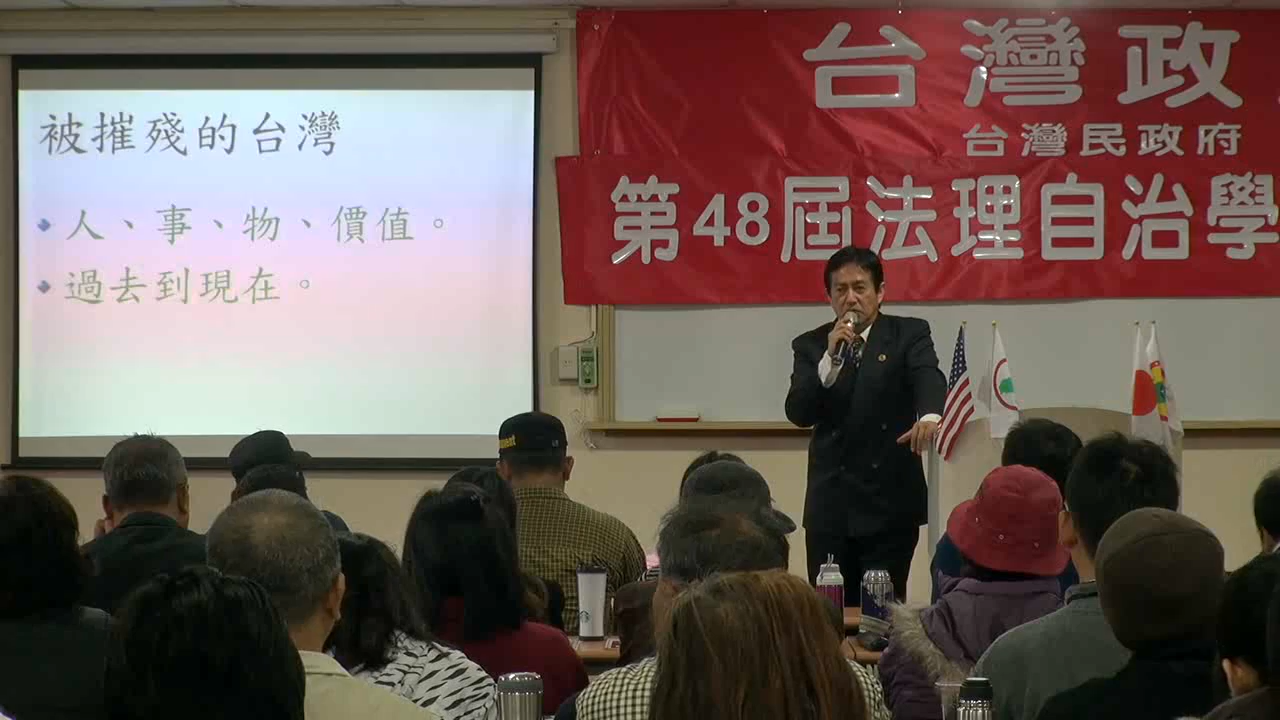 被摧殘的台灣
人、事、物、價值。
過去到現在。
台灣政
台灣民政府
第48屆法理自治學